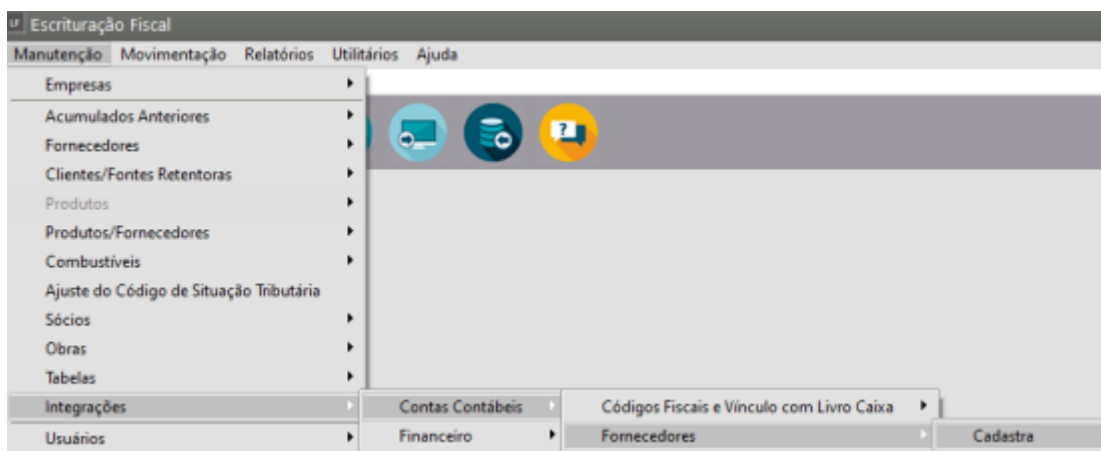 LF Escrituração Fiscal
Manutenção Movimentação Relatórios Utilitários Ajuda
Empresas
Acumulados Anteriores
Fornecedores
Clientes/Fontes Retentoras
Produtos
Produtos/Fornecedores
Combustíveis
Ajuste do Código de Situação Tributária
Sócios
Obras
Tabelas
Integrações Contas Contábeis Códigos Fiscais e Vínculo com Livro Caixa
Usuários Financeiro Fornecedores Cadastra
?